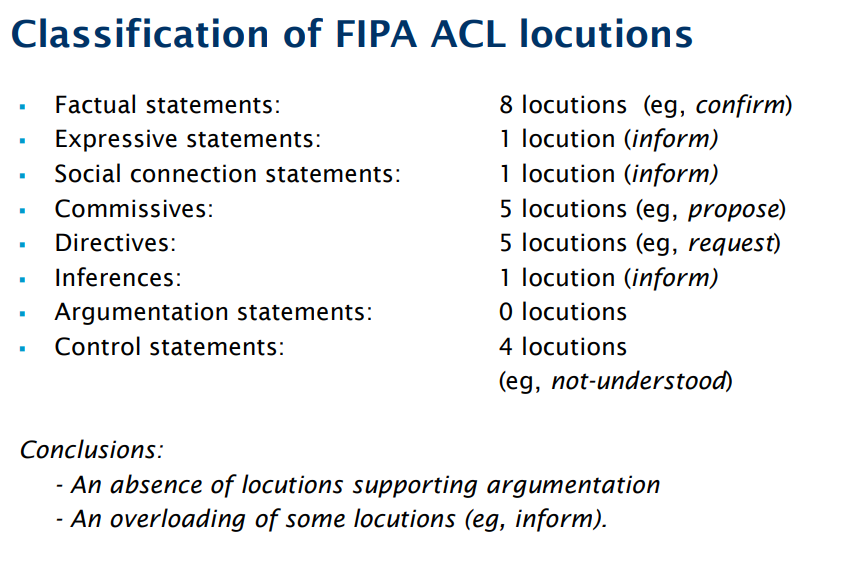 Classification of FIPA ACL locutions
▪ Factual statements: 8 locutions (eg, confirm)
▪ Expressive statements: 1 locution (inform)
▪ Social connection statements: 1 locution (inform)
▪ Commissives: 5 locutions (eg, propose)
▪ Directives: 5 locutions (eg, request)
▪ Inferences: 1 locution (inform)
▪ Argumentation statements: 0 locutions
▪ Control statements: 4 locutions
(eg, not-understood)
Conclusions:
- An absence of locutions supporting argumentation
- An overloading of some locutions (eg, inform).